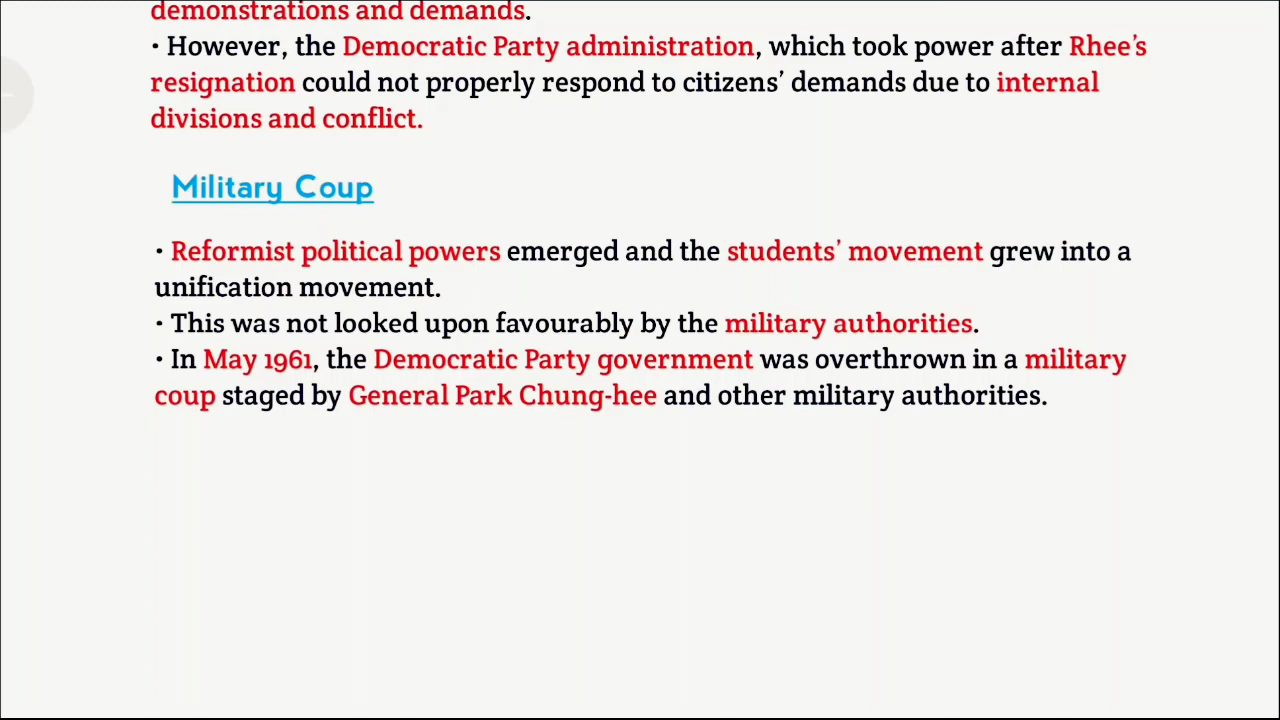 demonstrations and demands.
· However, the Democratic Party administration, which took power after Rhee’s
resignation could not properly respond to citizens’ demands due to internal
divisions and conflict.
Military Coup
· Reformist political powers emerged and the students’ movement grew into a
unification movement.
· This was not looked upon favourably by the military authorities.
· In May 1961, the Democratic Party government was overthrown in a military
coup staged by General Park Chung-hee and other military authorities.